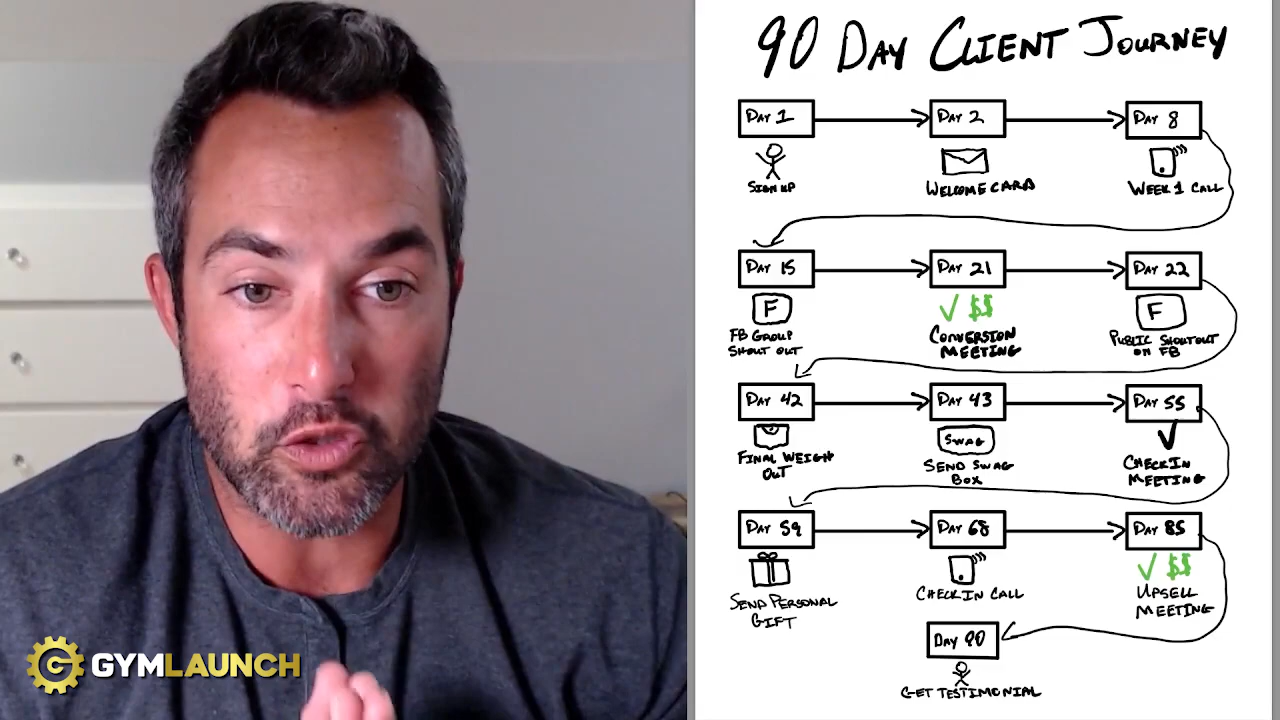 90 DAY CLIENT JOURNEY
DAY 1
DAY 2
DAY 8
SIGN UP
WELCOME CARD
WEEK 1 CALL
DAY 15
DAY 21
DAY 22
F
✓ $$
F
FB GROUP
SHOUT OUT
CONVERSION
MEETING
PUBLIC SHOUTOUT
ON FB
DAY 42
DAY 43
DAY 55
SWAG
✓
FINAL WEIGH
OUT
SEND SWAG
BOX
CHECK IN
MEETING
DAY 59
DAY 68
DAY 85
✓ $$
SEND PERSONAL
GIFT
CHECK IN CALL
UPSELL
MEETING
DAY 90
GET TESTIMONIAL
G GYMLAUNCH